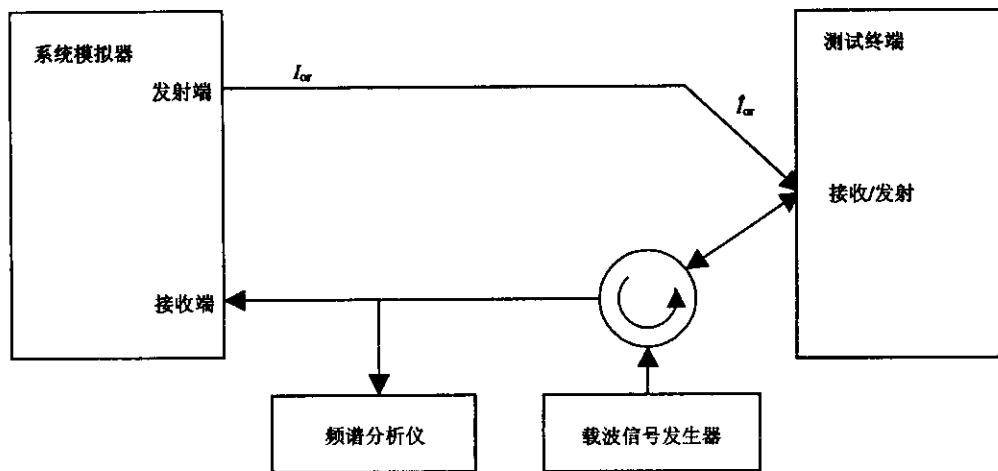 系统模拟器
测试终端
发射端
I_or
Î_or
接收/发射
接收端
频谱分析仪
载波信号发生器